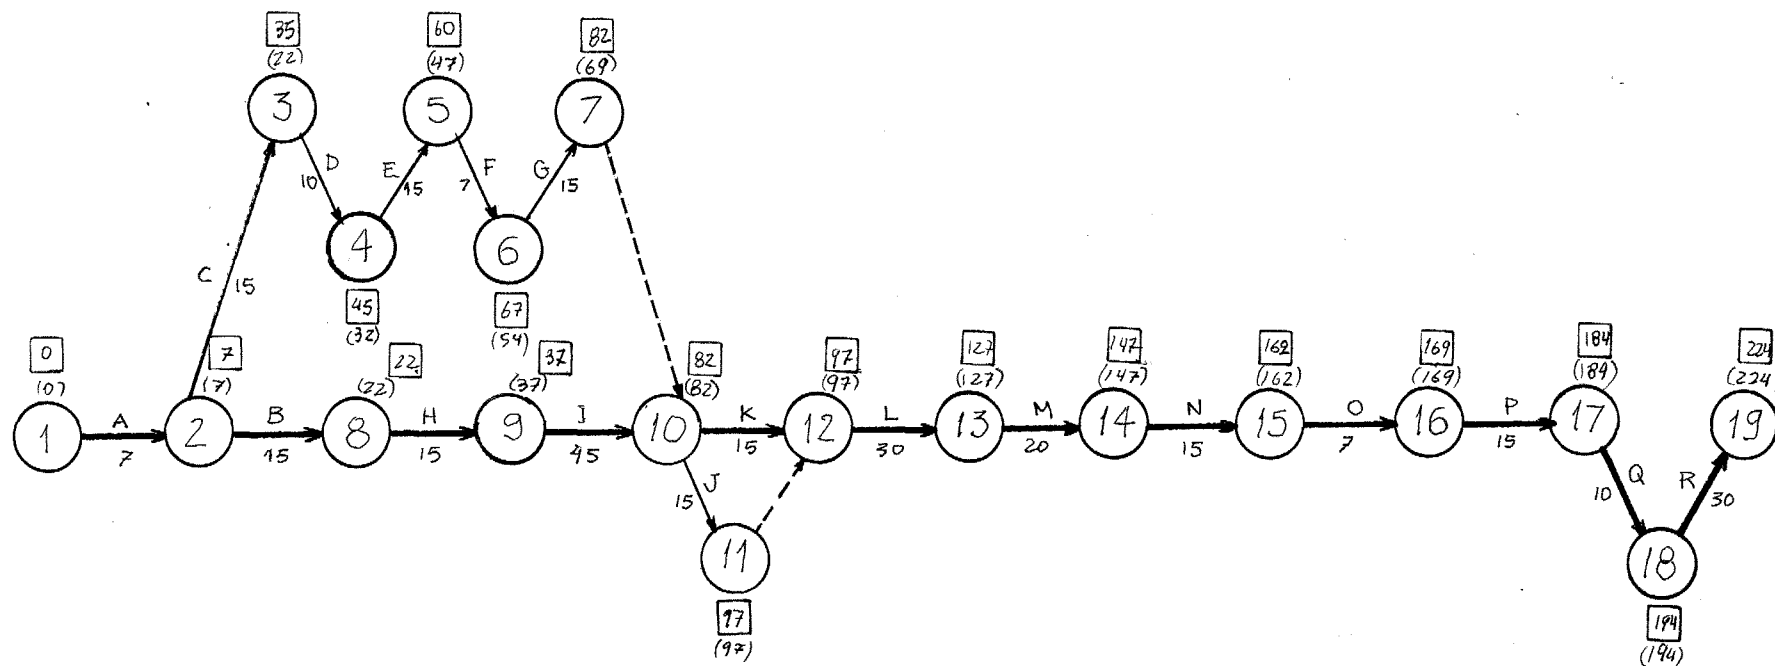 35 60 82
(22) (47) (69)
3 5 7
D E F G
10 15 7 15
4 6
C 15
45 67
(32) (54)
0 7 22 37 82 97 127 147 162 169 184 224
(0) (7) (22) (37) (82) (97) (127) (147) (162) (169) (184) (224
1 A 2 B 8 H 9 I 10 K 12 L 13 M 14 N 15 O 16 P 17 19
7 15 15 45 15 30 20 15 7 15
J Q R
15 10 30
11 18
97 194
(97) (194)